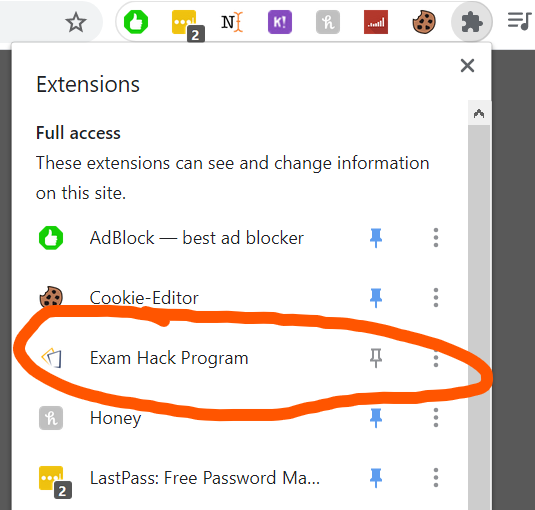 2
N
K!
h
Extensions
Full access
These extensions can see and change information
on this site.
AdBlock — best ad blocker
Cookie-Editor
Exam Hack Program
h
Honey
LastPass: Free Password Ma...
2